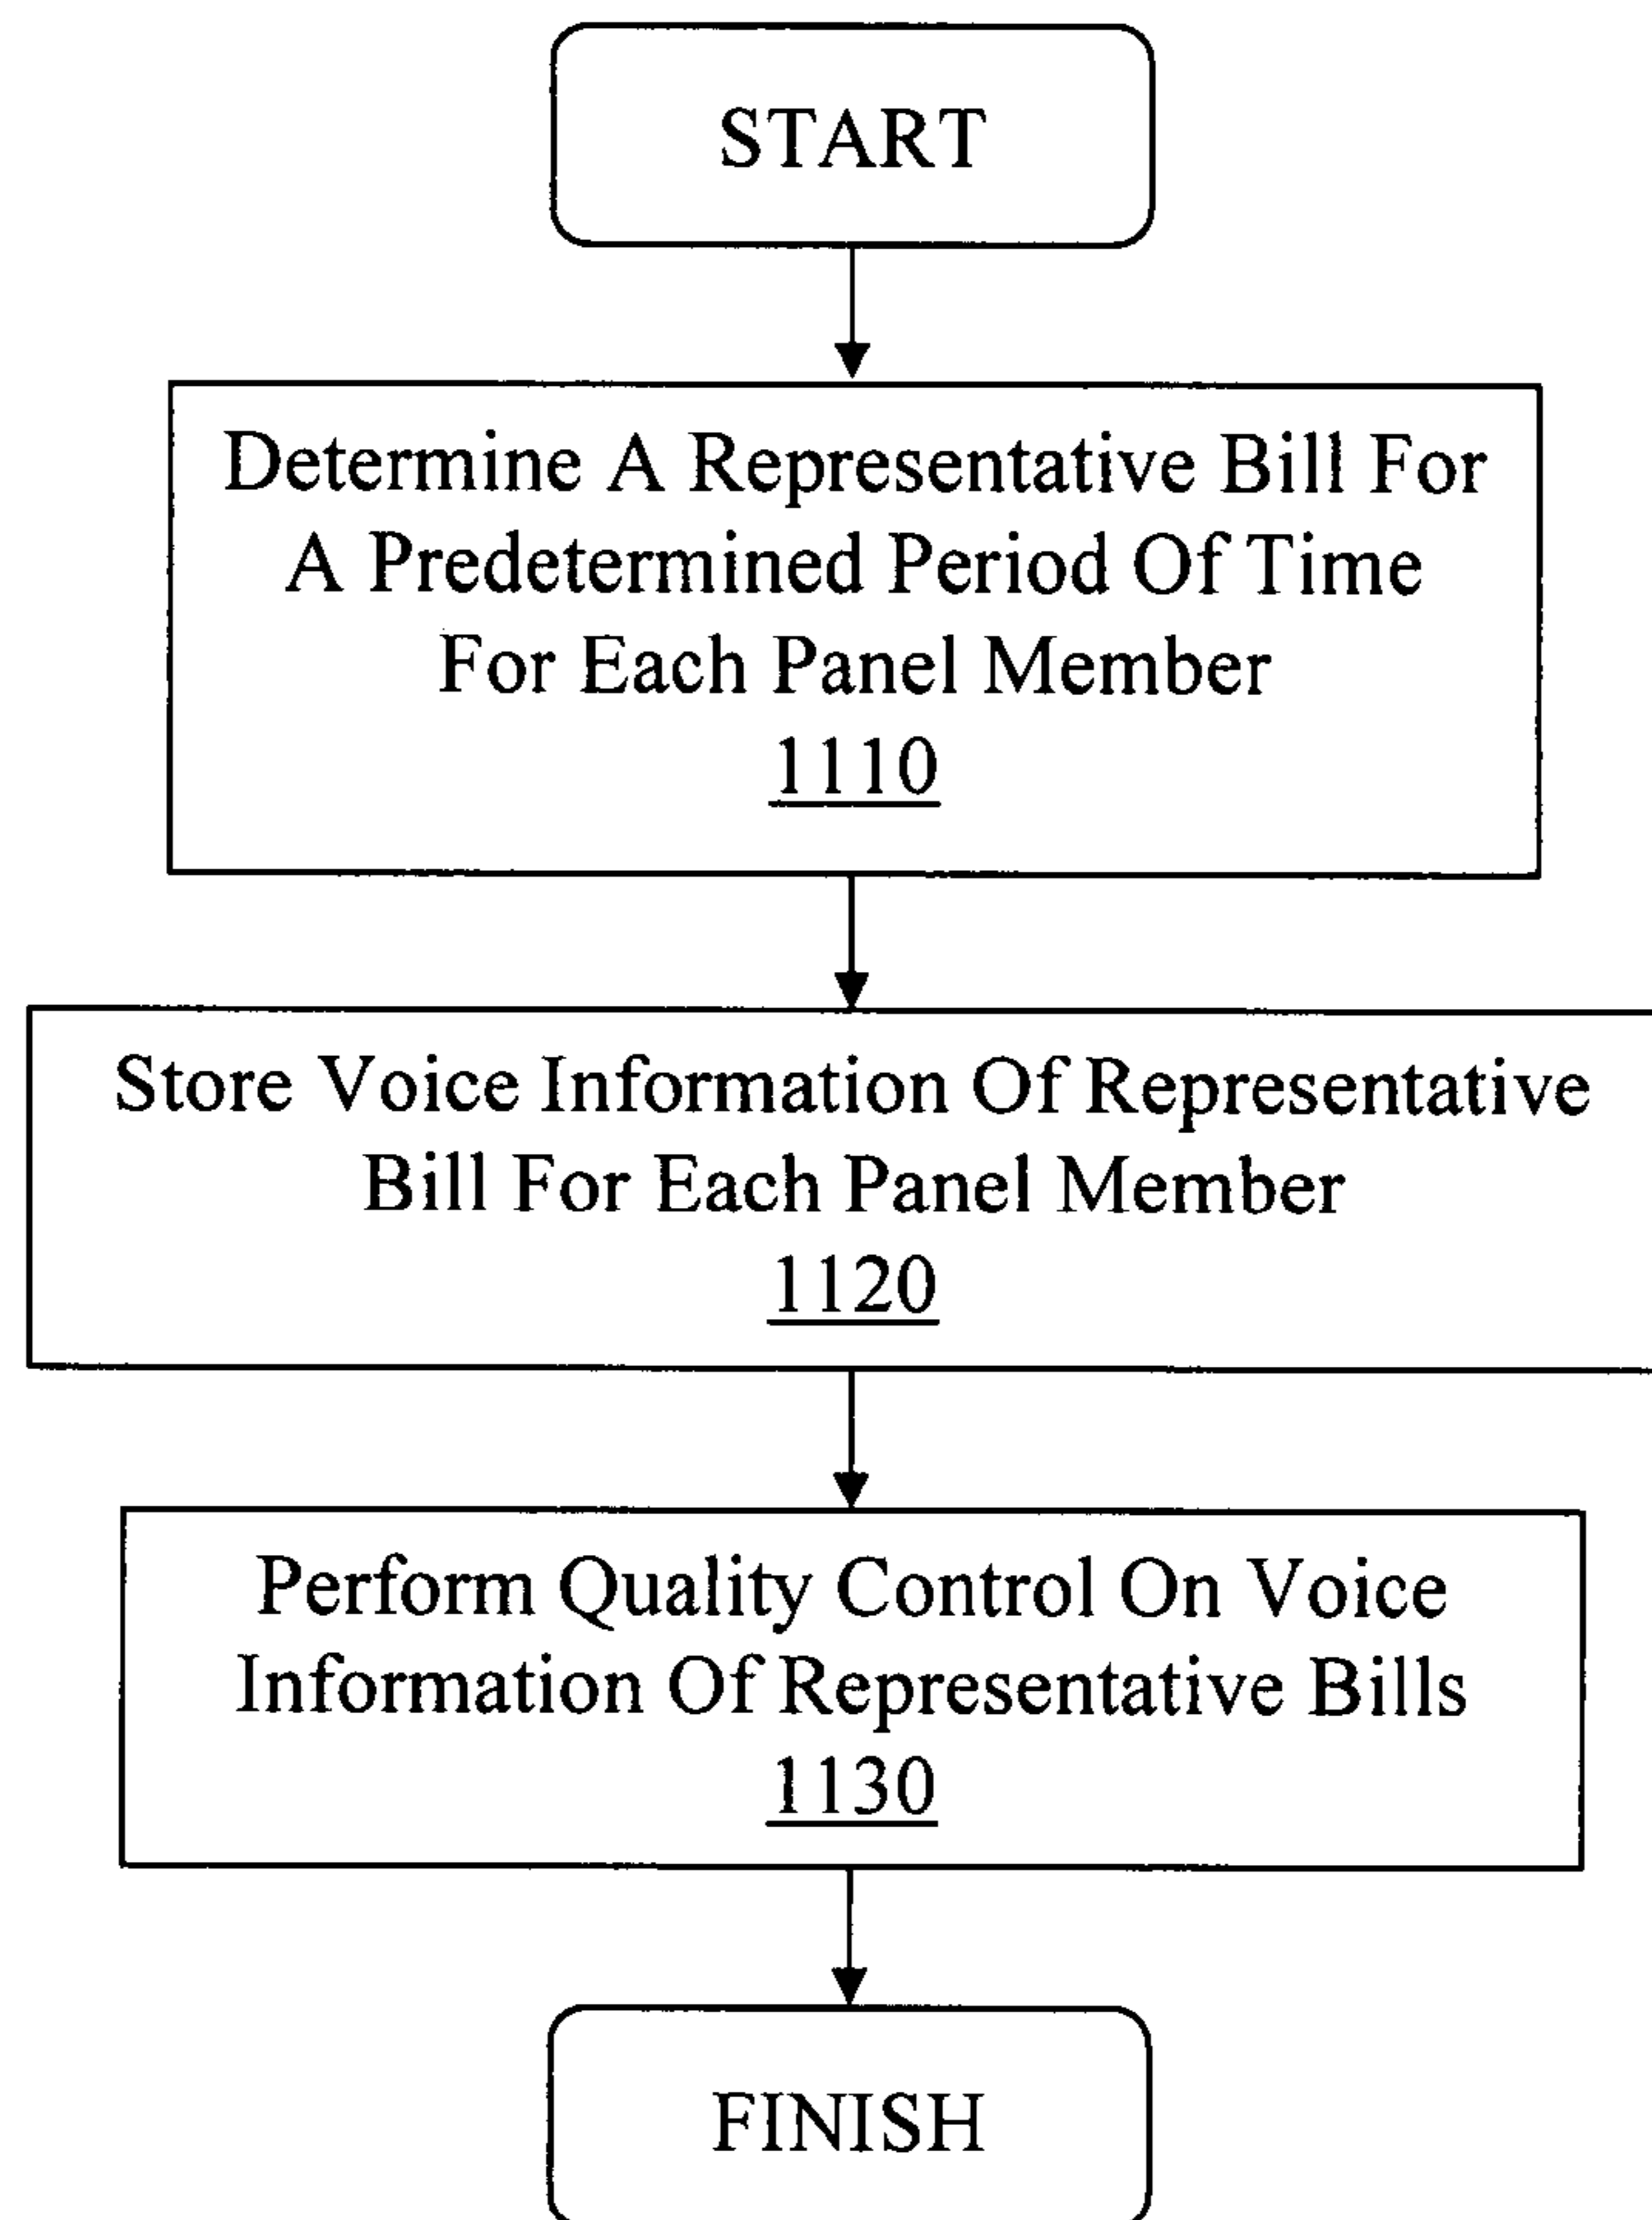 START
Determine A Representative Bill For
A Predetermined Period Of Time
For Each Panel Member
1110
Store Voice Information Of Representative
Bill For Each Panel Member
1120
Perform Quality Control On Voice
Information Of Representative Bills
1130
FINISH